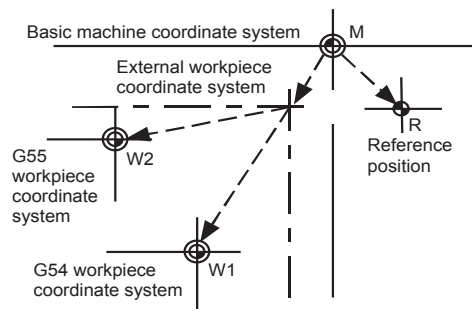 Basic machine coordinate system
M
External workpiece
coordinate system
R
Reference
position
G55
workpiece
coordinate
system
W2
W1
G54 workpiece
coordinate system